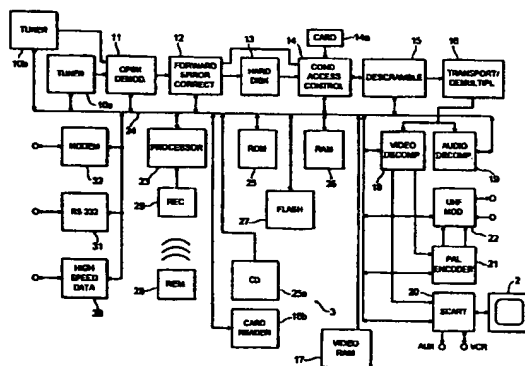 TUNER
10b
TUNER
10a
11
QPSK
DEMOD.
12
FORWARD
ERROR
CORRECT
13
HARD
DISK
CARD
14a
14
COND
ACCESS
CONTROL
15
DESCRAMBLE
16
TRANSPORT/
DEMULTIPL.
24
MODEM
32
RS 232
31
HIGH
SPEED
DATA
PROCESSOR
23
REC
29
REM
28
ROM
25
RAM
26
FLASH
27
CD
25a
3
CARD
READER
VIDEO
RAM
17
VIDEO
DECOMP.
18
AUDIO
DECOMP.
19
UHF
MOD
22
PAL
ENCODER
21
20
SCART
2
AUX
VCR